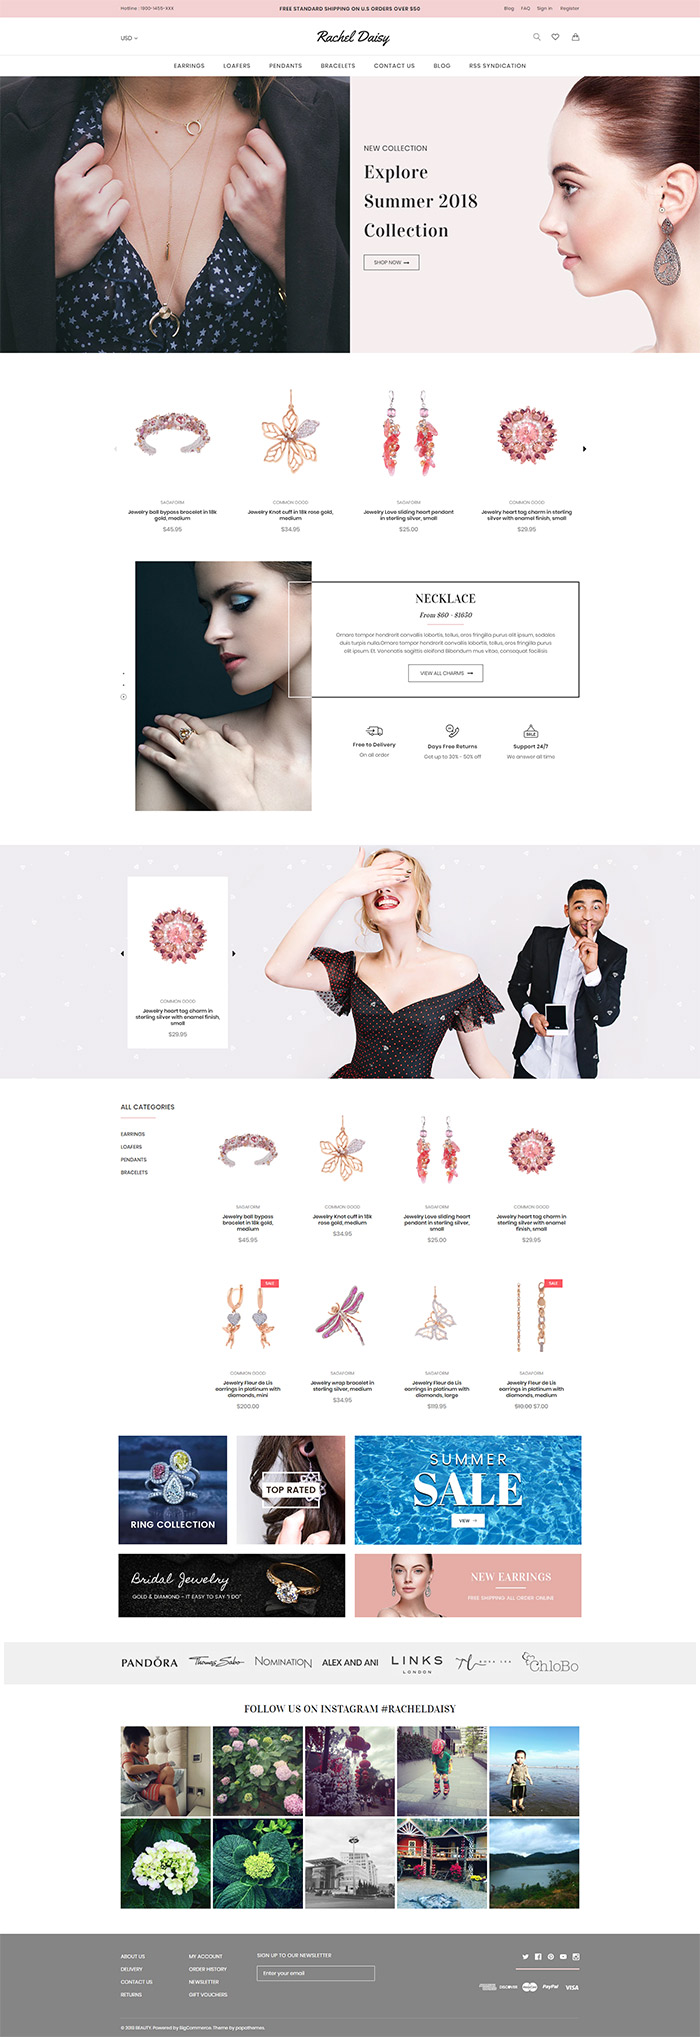 Hotline : 1900-1455-XXX
FREE STANDARD SHIPPING ON U.S ORDERS OVER $50
Blog FAQ Sign in Register
USD
Rachel Daisy
EARRINGS LOAFERS PENDANTS BRACELETS CONTACT US BLOG RSS SYNDICATION
NEW COLLECTION
Explore
Summer 2018
Collection
SHOP NOW
SAGAFORM
Jewelry ball bypass bracelet in 18k
gold, medium
$45.95
COMMON GOOD
Jewelry Knot cuff in 18k rose gold,
medium
$34.95
SAGAFORM
Jewelry Love sliding heart pendant
in sterling silver, small
$25.00
COMMON GOOD
Jewelry heart tag charm in sterling
silver with enamel finish, small
$29.95
NECKLACE
From $60 - $1650
Ornare tempor hendrerit convallis lobortis, tellus, eros fringilla purus elit ipsum, sodales
duis turpis nulla.Ornare tempor hendrerit convallis lobortis, tellus, eros fringilla purus
elit ipsum. Et. Venenatis sagittis eleifend Bibendum mus vitae, consequat facilisis
VIEW ALL CHARMS
Free to Delivery
On all order
Days Free Returns
Get up to 30% - 50% off
SALE
Support 24/7
We answer all time
COMMON GOOD
Jewelry heart tag charm in
sterling silver with enamel finish,
small
$29.95
ALL CATEGORIES
EARRINGS
LOAFERS
PENDANTS
BRACELETS
SAGAFORM
Jewelry ball bypass
bracelet in 18k gold,
medium
$45.95
COMMON GOOD
Jewelry Knot cuff in 18k
rose gold, medium
$34.95
SAGAFORM
Jewelry Love sliding heart
pendant in sterling silver,
small
$25.00
COMMON GOOD
Jewelry heart tag charm in
sterling silver with enamel
finish, small
$29.95
SALE
COMMON GOOD
Jewelry Fleur de Lis
earrings in platinum with
diamonds, mini
$200.00
SAGAFORM
Jewelry wrap bracelet in
sterling silver, medium
$34.95
SAGAFORM
Jewelry Fleur de Lis
earrings in platinum with
diamonds, large
$119.95
SALE
SAGAFORM
Jewelry Fleur de Lis
earrings in platinum with
diamonds, medium
$10.00 $7.00
RING COLLECTION
TOP RATED
SUMMER
SALE
VIEW
Bridal Jewelry
GOLD & DIAMOND - IT EASY TO SAY "I DO"
NEW EARRINGS
FREE SHIPPING ALL ORDER ONLINE
PANDÖRA
Thomas Sabo
NOMINATION
ALEX AND ANI
LINKS
LONDON
ChloBo
FOLLOW US ON INSTAGRAM #RACHELDAISY
ABOUT US
DELIVERY
CONTACT US
RETURNS
MY ACCOUNT
ORDER HISTORY
NEWSLETTER
GIFT VOUCHERS
SIGN UP TO OUR NEWSLETTER
Enter your email
DISCOVER
PayPal
VISA
© 2018 BEAUTY. Powered by BigCommerce. Theme by papathemes.